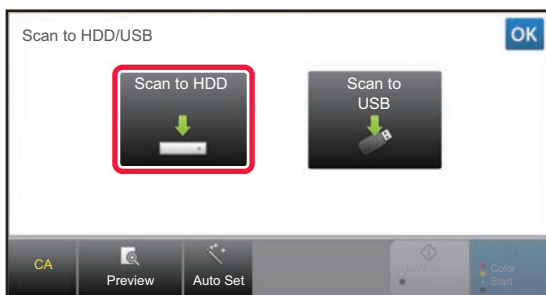 Scan to HDD/USB
OK
Scan to HDD
Scan to
USB
CA
Preview
Auto Set
B/W
Color
Start